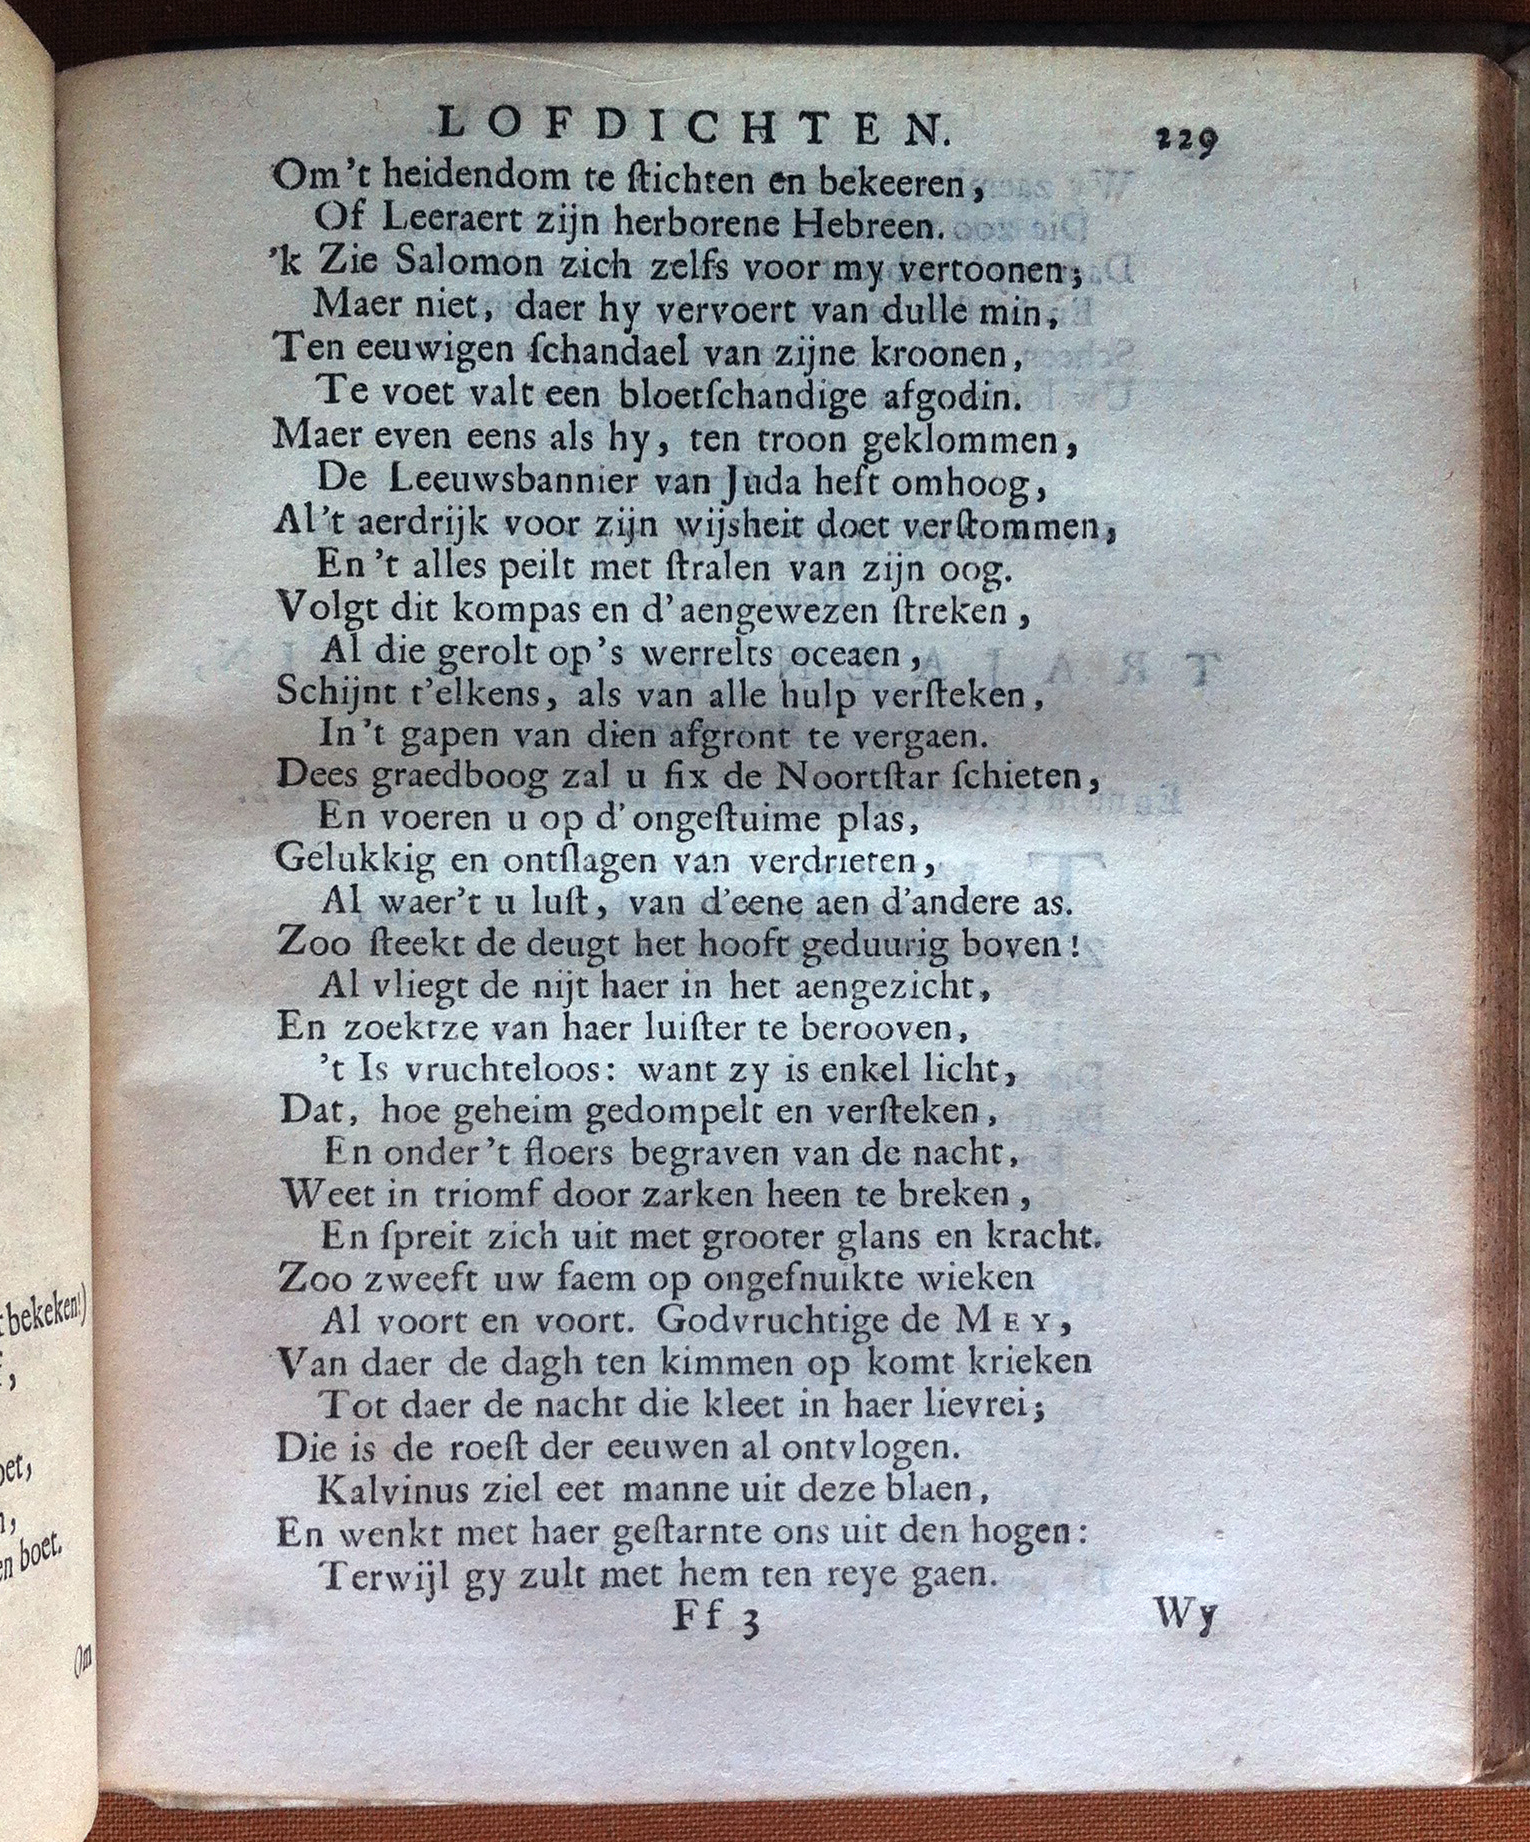 LOFDICHTEN. 229
Om't heidendom te ſtichten en bekeeren,
Of Leeraert zijn herborene Hebreen.
'k Zie Salomon zich zelfs voor my vertoonen;
Maer niet, daer hy vervoert van dulle min,
Ten eeuwigen ſchandael van zijne kroonen,
Te voet valt een bloetſchandige afgodin.
Maer even eens als hy, ten troon geklommen,
De Leeuwsbannier van Juda heft omhoog,
Al't aerdrijk voor zijn wijsheit doet verſtommen,
En't alles peilt met ſtralen van zijn oog.
Volgt dit kompas en d'aengewezen ſtreken,
Al die gerolt op's werrelts oceaen,
Schijnt t'elkens, als van alle hulp verſteken,
In't gapen van dien afgront te vergaen.
Dees graedboog zal u fix de Noortſtar ſchieten,
En voeren u op d'ongeſtuime plas,
Gelukkig en ontſlagen van verdrieten,
Al waer't u luſt, van d'eene aen d'andere as.
Zoo ſteekt de deugt het hooft geduurig boven!
Al vliegt de nijt haer in het aengezicht,
En zoektze van haer luiſter te berooven,
't Is vruchteloos: want zy is enkel licht,
Dat, hoe geheim gedompelt en verſteken,
En onder't floers begraven van de nacht,
Weet in triomf door zarken heen te breken,
En ſpreit zich uit met grooter glans en kracht.
Zoo zweeft uw faem op ongefnuikte wieken
Al voort en voort. Godvruchtige de MEY,
Van daer de dagh ten kimmen op komt krieken
Tot daer de nacht die kleet in haer lievrei;
Die is de roeſt der eeuwen al ontvlogen.
Kalvinus ziel eet manne uit deze blaen,
En wenkt met haer geſtarnte ons uit den hogen:
Terwijl gy zult met hem ten reye gaen.
Ff 3 Wy
bekeken!)
en boet.
Om